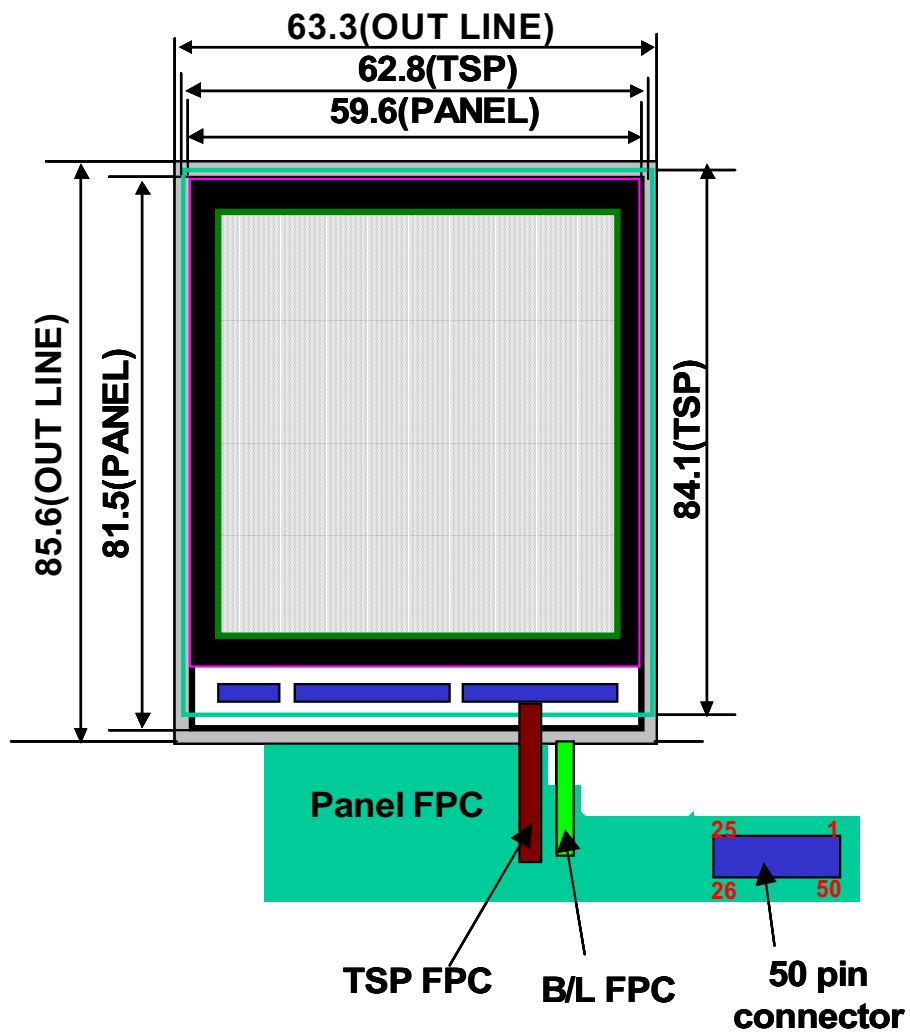 63.3(OUT LINE)
62.8(TSP)
59.6(PANEL)
85.6(OUT LINE)
81.5(PANEL)
84.1(TSP)
Panel FPC
25
1
26
50
TSP FPC
B/L FPC
50 pin
connector